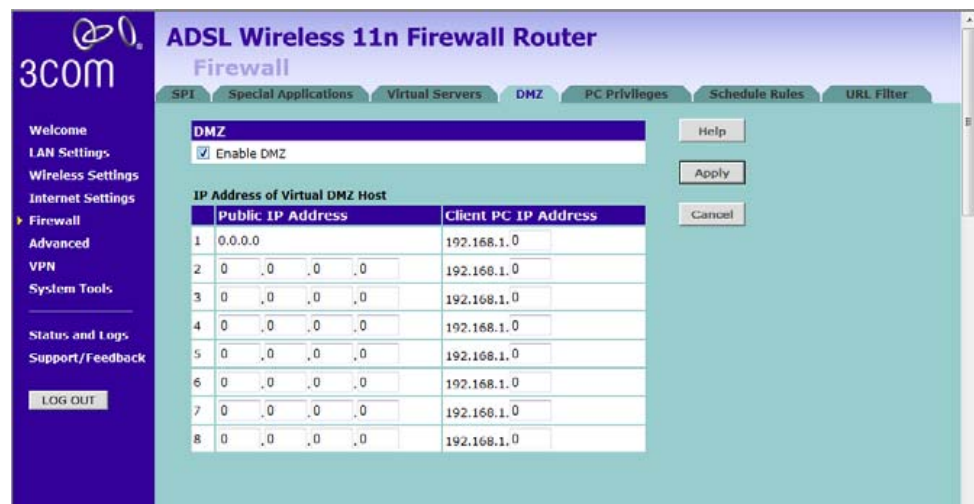 3COM
ADSL Wireless 11n Firewall Router
Firewall
SPI Special Applications Virtual Servers DMZ PC Privileges Schedule Rules URL Filter
Welcome
LAN Settings
Wireless Settings
Internet Settings
Firewall
Advanced
VPN
System Tools
Status and Logs
Support/Feedback
LOG OUT
DMZ
Enable DMZ
IP Address of Virtual DMZ Host
Public IP Address Client PC IP Address
1 0.0.0.0 192.168.1. 0
2 0 .0 .0 .0 192.168.1. 0
3 0 .0 .0 .0 192.168.1. 0
4 0 .0 .0 .0 192.168.1. 0
5 0 .0 .0 .0 192.168.1. 0
6 0 .0 .0 .0 192.168.1. 0
7 0 .0 .0 .0 192.168.1. 0
8 0 .0 .0 .0 192.168.1. 0
Help
Apply
Cancel